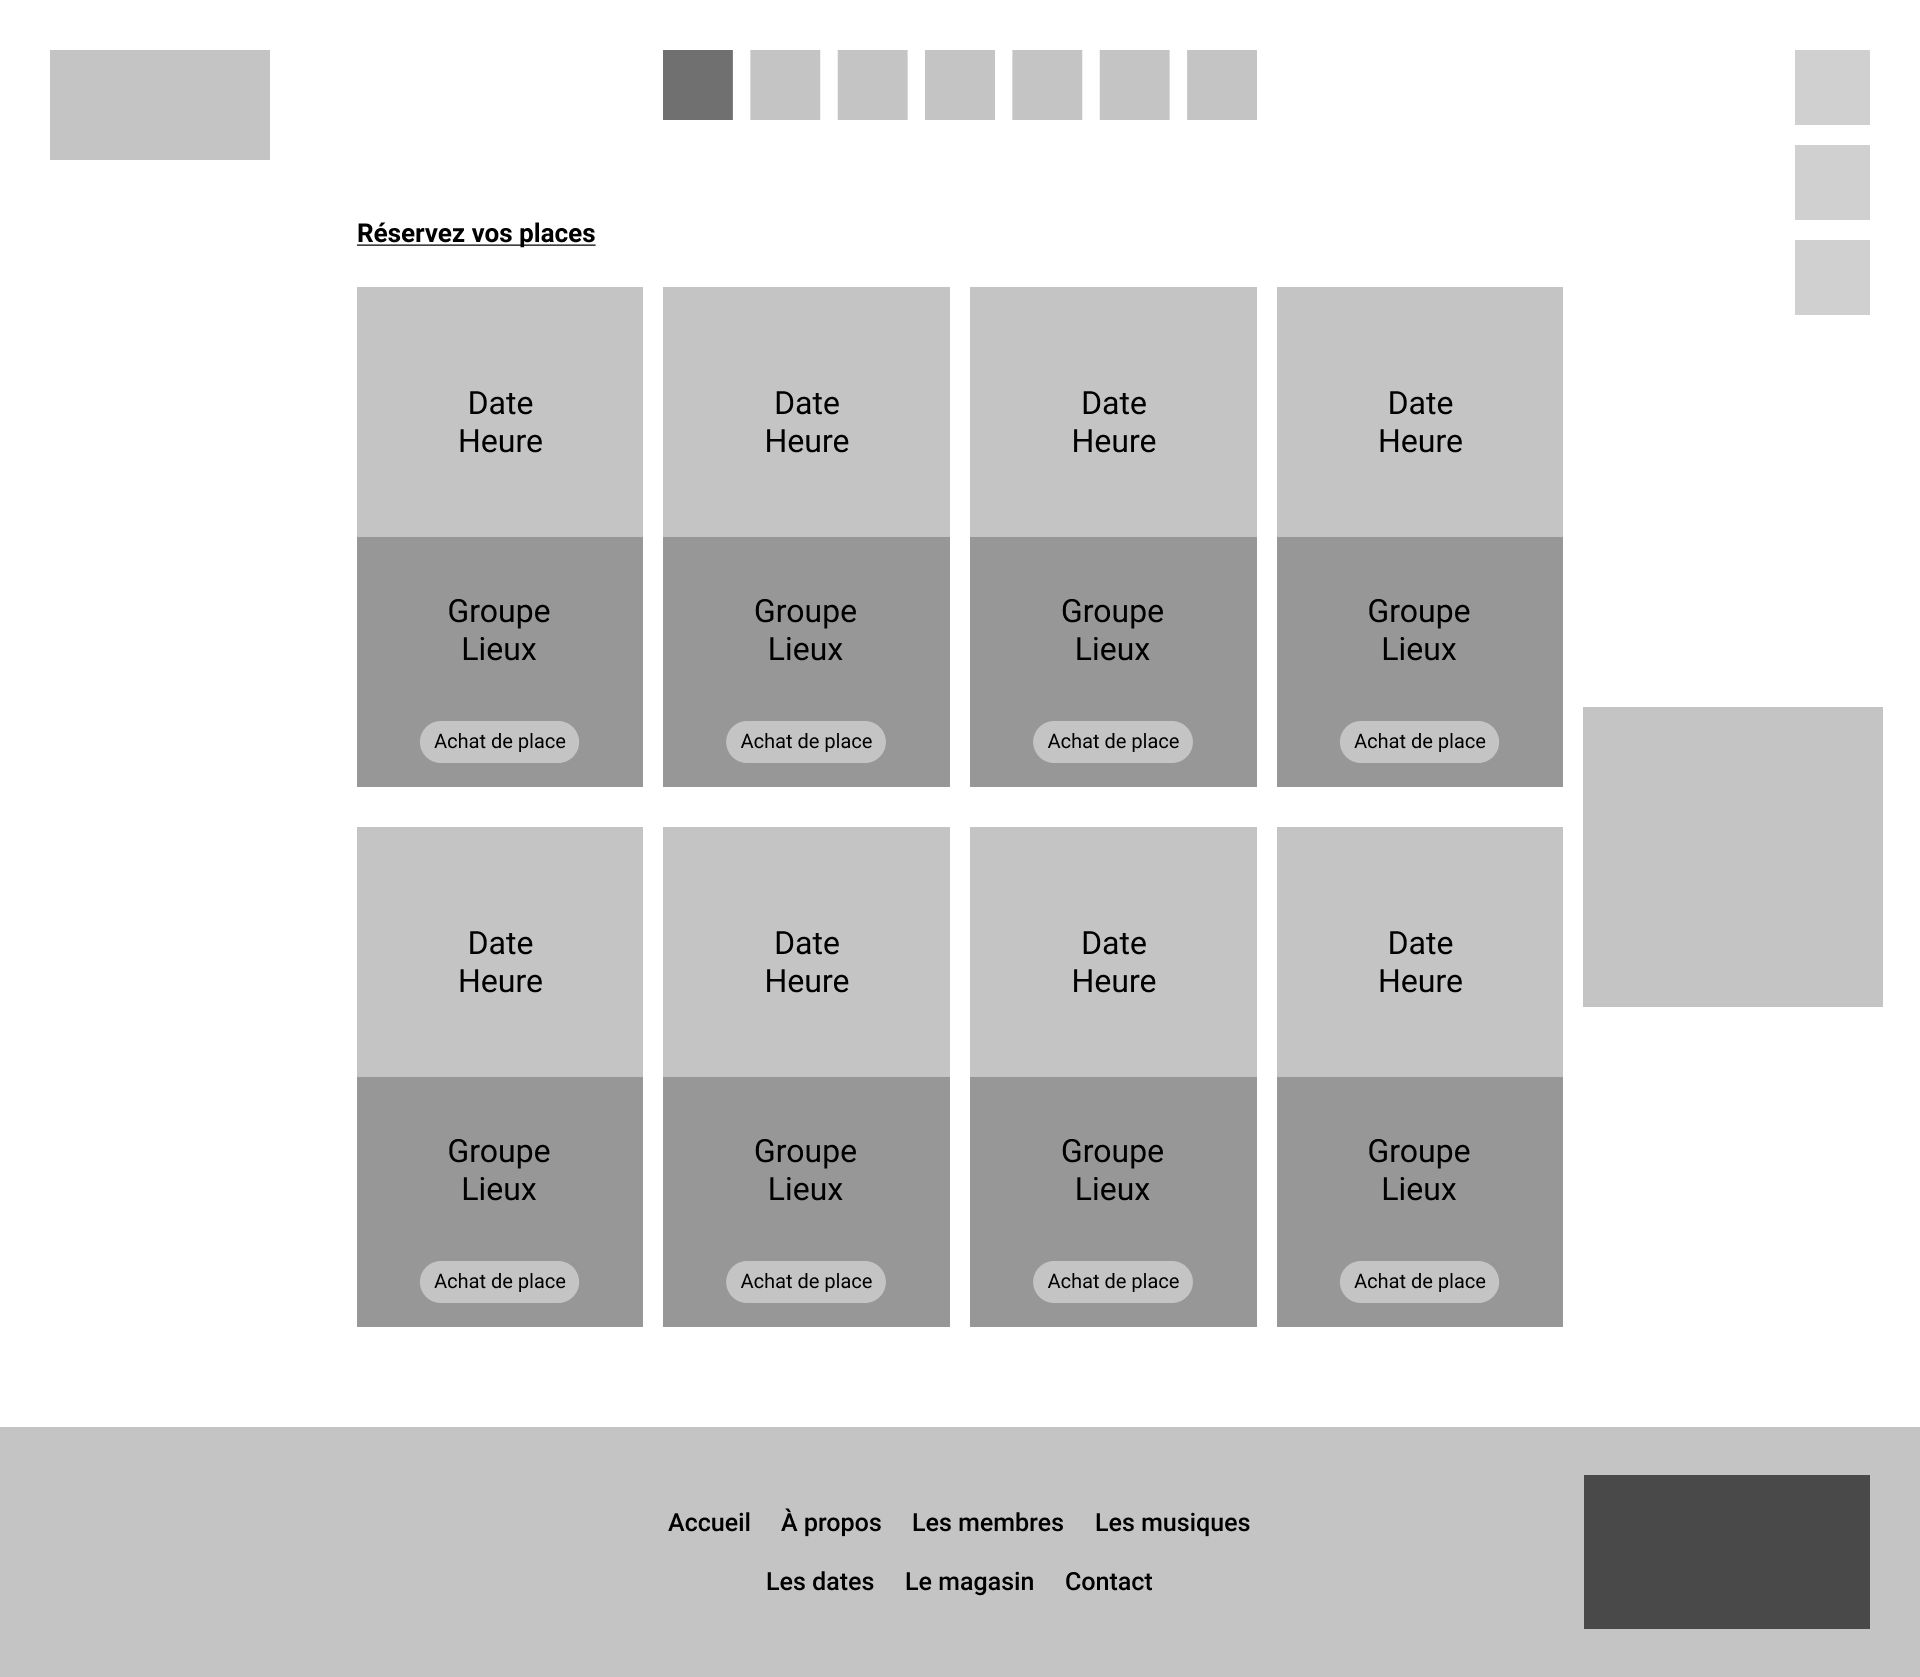 Réservez vos places
Date
Heure
Groupe
Lieux
Achat de place
Date
Heure
Groupe
Lieux
Achat de place
Date
Heure
Groupe
Lieux
Achat de place
Date
Heure
Groupe
Lieux
Achat de place
Date
Heure
Groupe
Lieux
Achat de place
Date
Heure
Groupe
Lieux
Achat de place
Date
Heure
Groupe
Lieux
Achat de place
Date
Heure
Groupe
Lieux
Achat de place
Accueil À propos Les membres Les musiques
Les dates Le magasin Contact